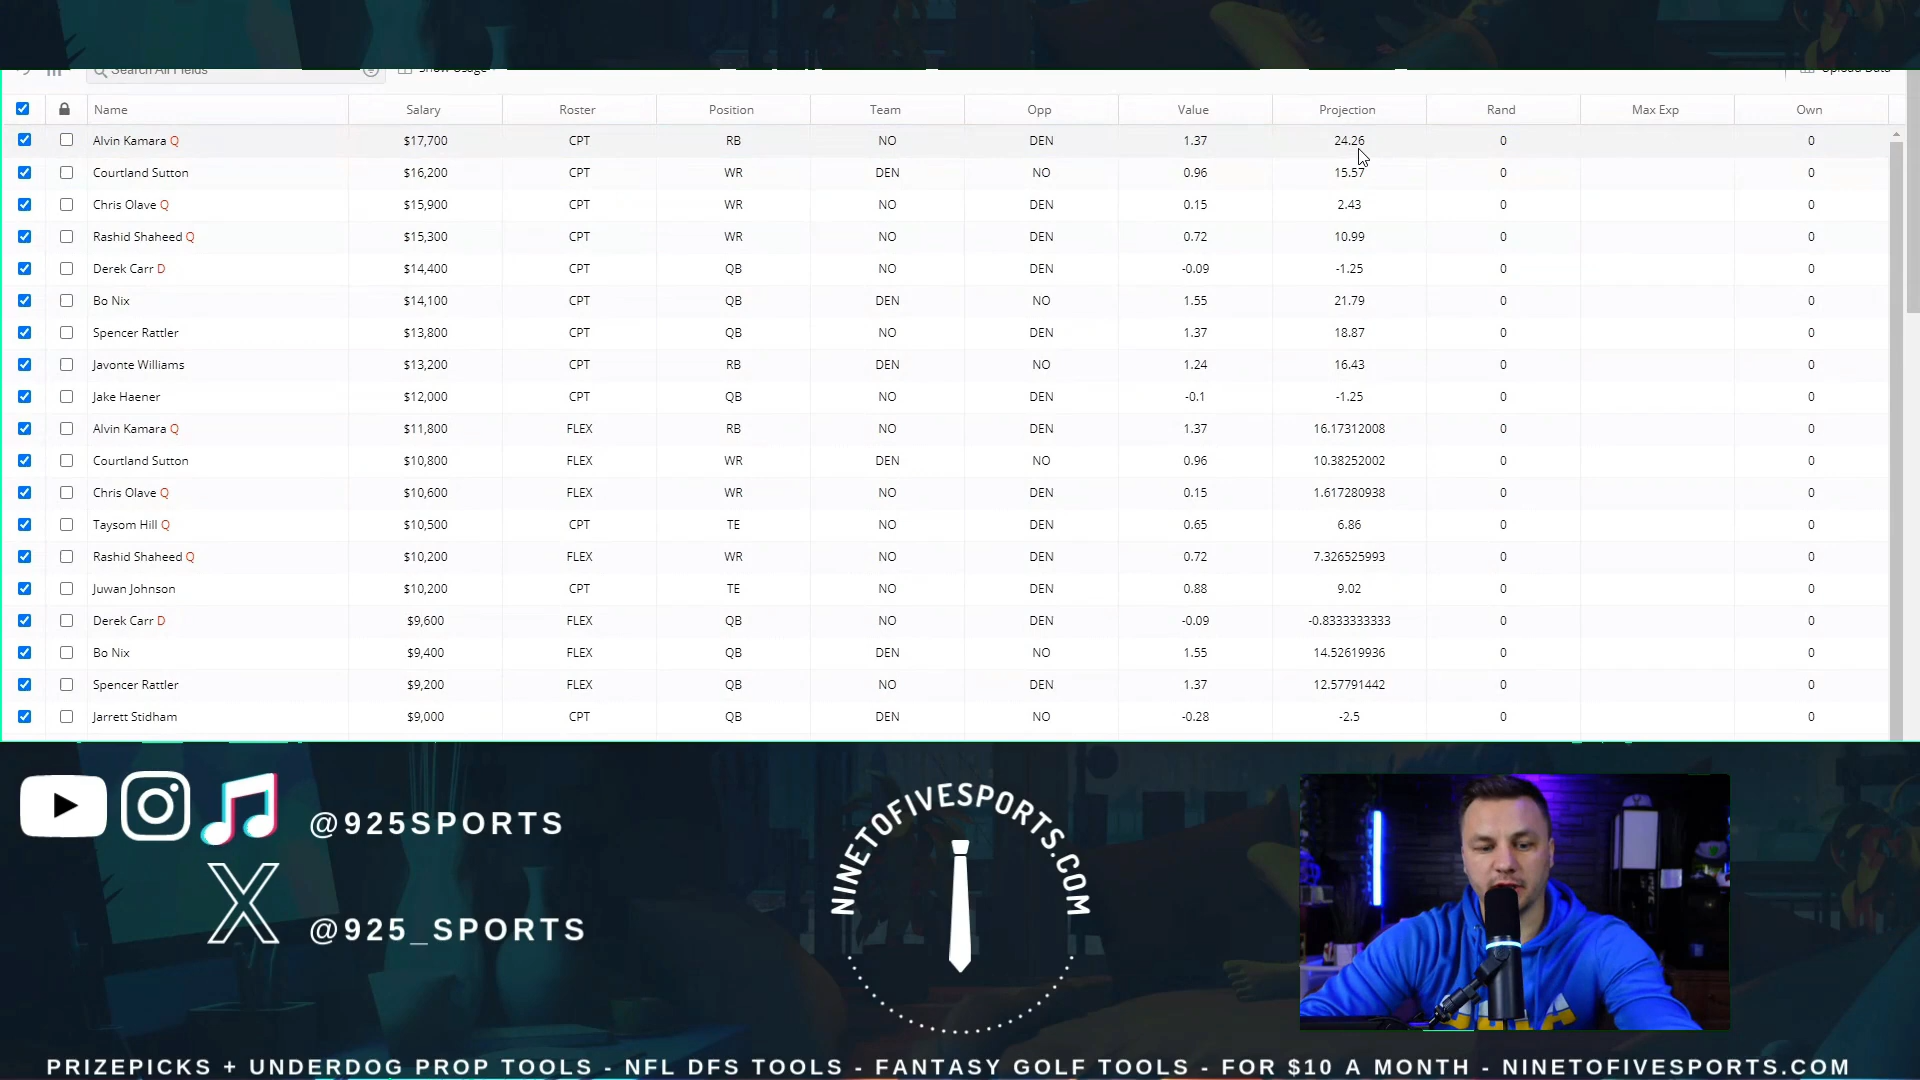 Search All Fields Show Usage Upload Data
Name Salary Roster Position Team Opp Value Projection Rand Max Exp Own
Alvin Kamara Q $17,700 CPT RB NO DEN 1.37 24.26 0 0
Courtland Sutton $16,200 CPT WR DEN NO 0.96 15.57 0 0
Chris Olave Q $15,900 CPT WR NO DEN 0.15 2.43 0 0
Rashid Shaheed Q $15,300 CPT WR NO DEN 0.72 10.99 0 0
Derek Carr D $14,400 CPT QB NO DEN -0.09 -1.25 0 0
Bo Nix $14,100 CPT QB DEN NO 1.55 21.79 0 0
Spencer Rattler $13,800 CPT QB NO DEN 1.37 18.87 0 0
Javonte Williams $13,200 CPT RB DEN NO 1.24 16.43 0 0
Jake Haener $12,000 CPT QB NO DEN -0.1 -1.25 0 0
Alvin Kamara Q $11,800 FLEX RB NO DEN 1.37 16.17312008 0 0
Courtland Sutton $10,800 FLEX WR DEN NO 0.96 10.38252002 0 0
Chris Olave Q $10,600 FLEX WR NO DEN 0.15 1.617280938 0 0
Taysom Hill Q $10,500 CPT TE NO DEN 0.65 6.86 0 0
Rashid Shaheed Q $10,200 FLEX WR NO DEN 0.72 7.326525993 0 0
Juwan Johnson $10,200 CPT TE NO DEN 0.88 9.02 0 0
Derek Carr D $9,600 FLEX QB NO DEN -0.09 -0.8333333333 0 0
Bo Nix $9,400 FLEX QB DEN NO 1.55 14.52619936 0 0
Spencer Rattler $9,200 FLEX QB NO DEN 1.37 12.57791442 0 0
Jarrett Stidham $9,000 CPT QB DEN NO -0.28 -2.5 0 0
@925SPORTS
@925_SPORTS
NINETOFIVESPORTS.COM
PRIZEPICKS + UNDERDOG PROP TOOLS - NFL DFS TOOLS - FANTASY GOLF TOOLS - FOR $10 A MONTH - NINETOFIVESPORTS.COM